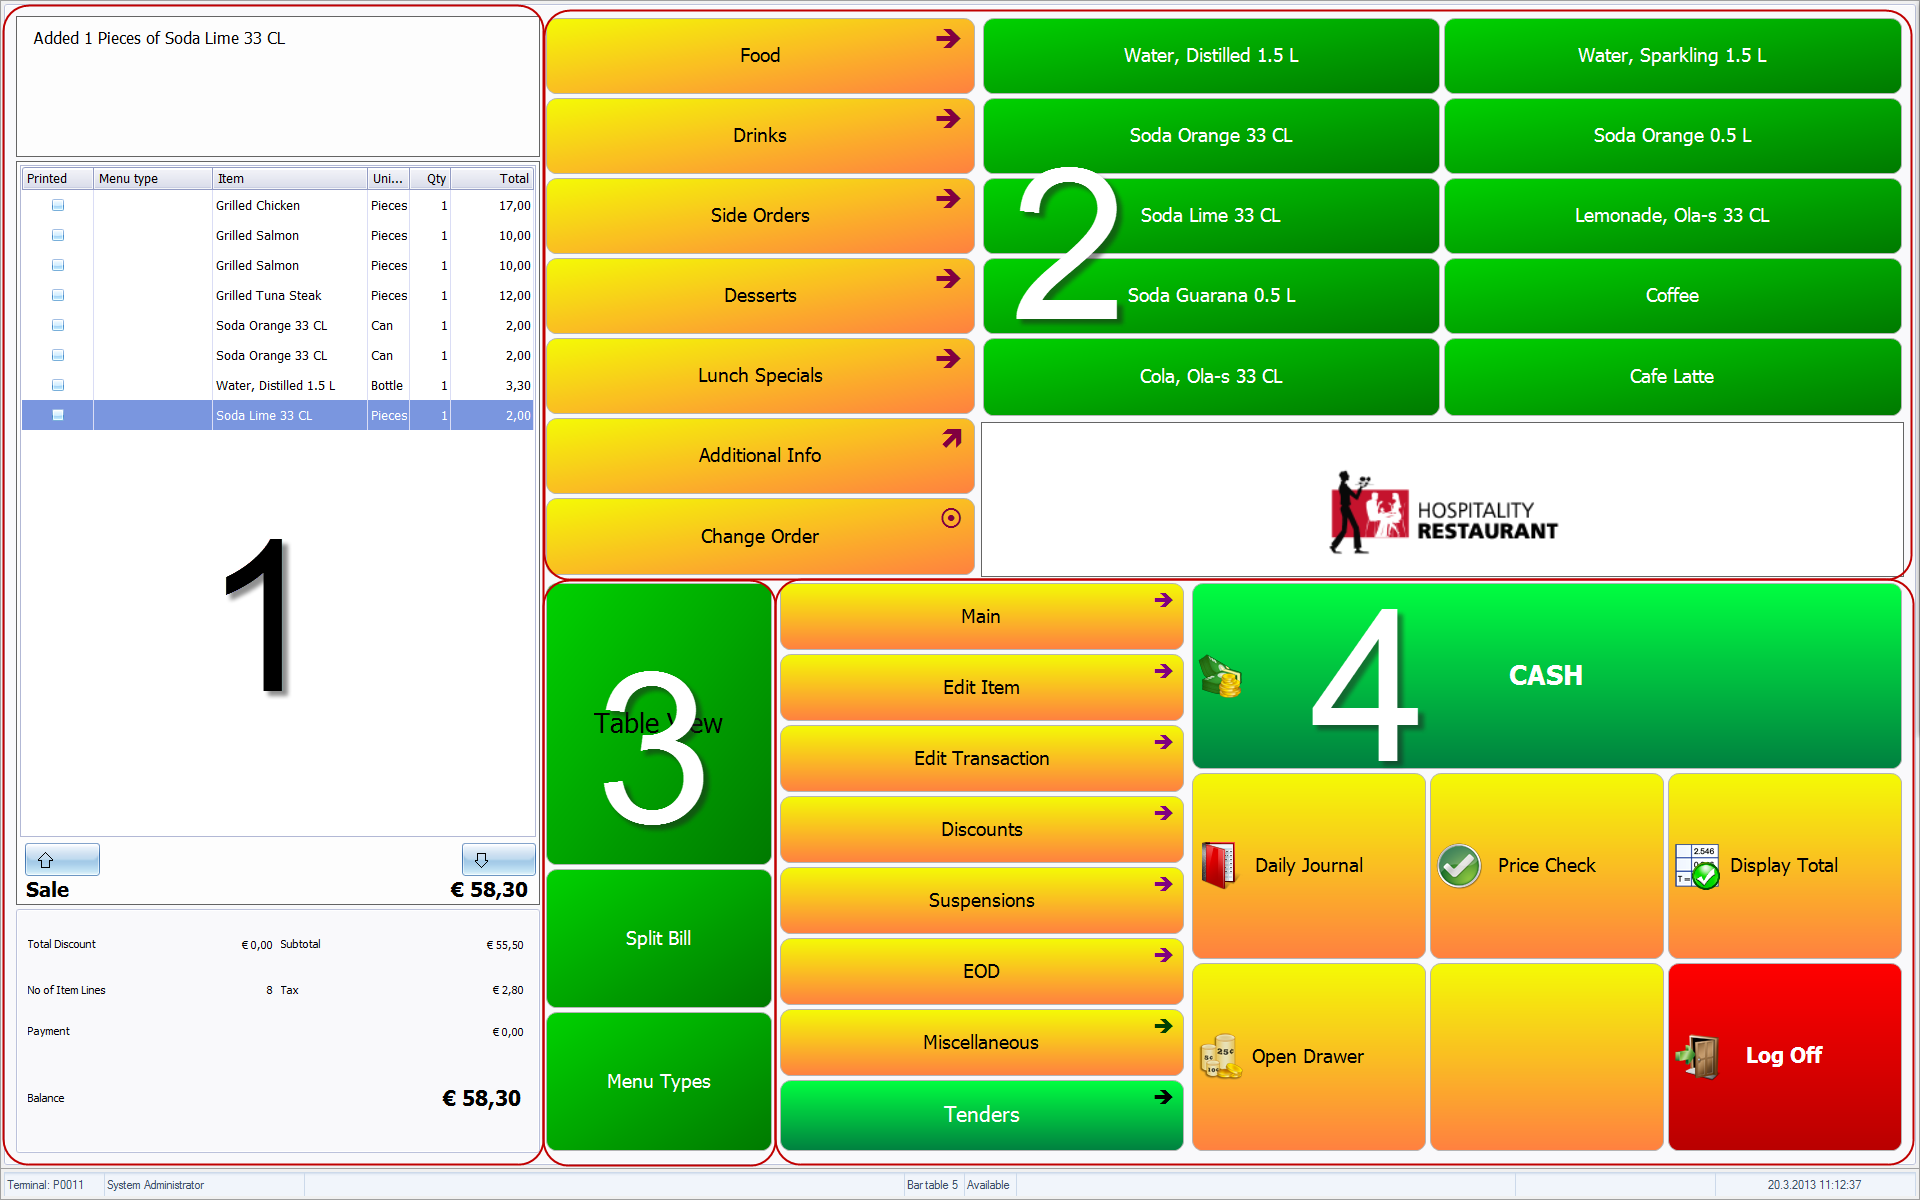 Added 1 Pieces of Soda Lime 33 CL
Printed Menu type Item Uni... Qty Total
Grilled Chicken Pieces 1 17,00
Grilled Salmon Pieces 1 10,00
Grilled Salmon Pieces 1 10,00
Grilled Tuna Steak Pieces 1 12,00
Soda Orange 33 CL Can 1 2,00
Soda Orange 33 CL Can 1 2,00
Water, Distilled 1.5 L Bottle 1 3,30
Soda Lime 33 CL Pieces 1 2,00
1
Sale € 58,30
Total Discount € 0,00 Subtotal € 55,50
No of Item Lines 8 Tax € 2,80
Payment € 0,00
Balance € 58,30
Food
Drinks
Side Orders
Desserts
Lunch Specials
Additional Info
Change Order
Water, Distilled 1.5 L Water, Sparkling 1.5 L
Soda Orange 33 CL Soda Orange 0.5 L
Soda Lime 33 CL Lemonade, Ola-s 33 CL
Soda Guarana 0.5 L Coffee
Cola, Ola-s 33 CL Cafe Latte
2
HOSPITALITY
RESTAURANT
Table View
3
Split Bill
Menu Types
Main
Edit Item
Edit Transaction
Discounts
Suspensions
EOD
Miscellaneous
Tenders
CASH
4
Daily Journal Price Check 2.546 T= Display Total
5¢ 25¢ 10¢ Open Drawer Log Off
Terminal: P0011 System Administrator Bar table 5 Available 20.3.2013 11:12:37